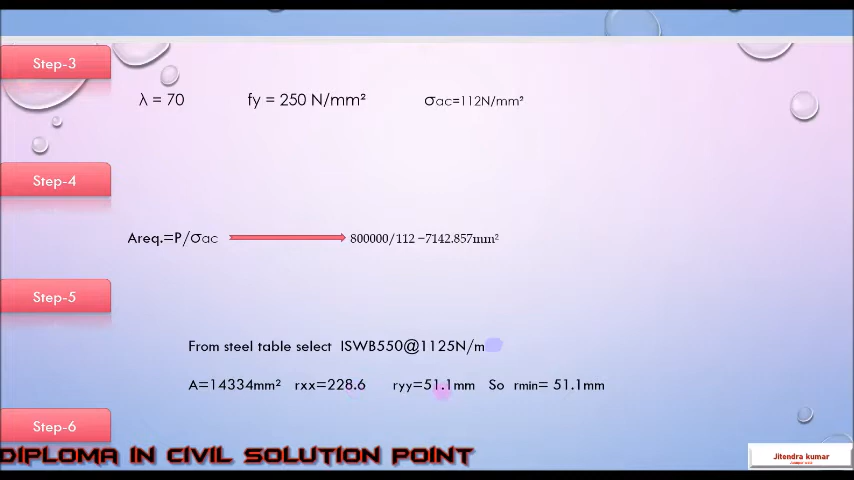 Step-3
λ = 70 fy = 250 N/mm² σac=112N/mm²
Step-4
Areq.=P/σac 800000/112 =7142.857mm²
Step-5
From steel table select ISWB550@1125N/m
A=14334mm² rxx=228.6 ryy=51.1mm So rmin= 51.1mm
Step-6
DIPLOMA IN CIVIL SOLUTION POINT
Jitendra kumar